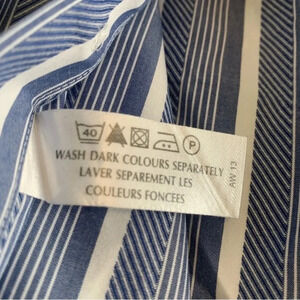 40 P
WASH DARK COLOURS SEPARATELY
LAVER SEPAREMENT LES
COULEURS FONCEES
AW 13